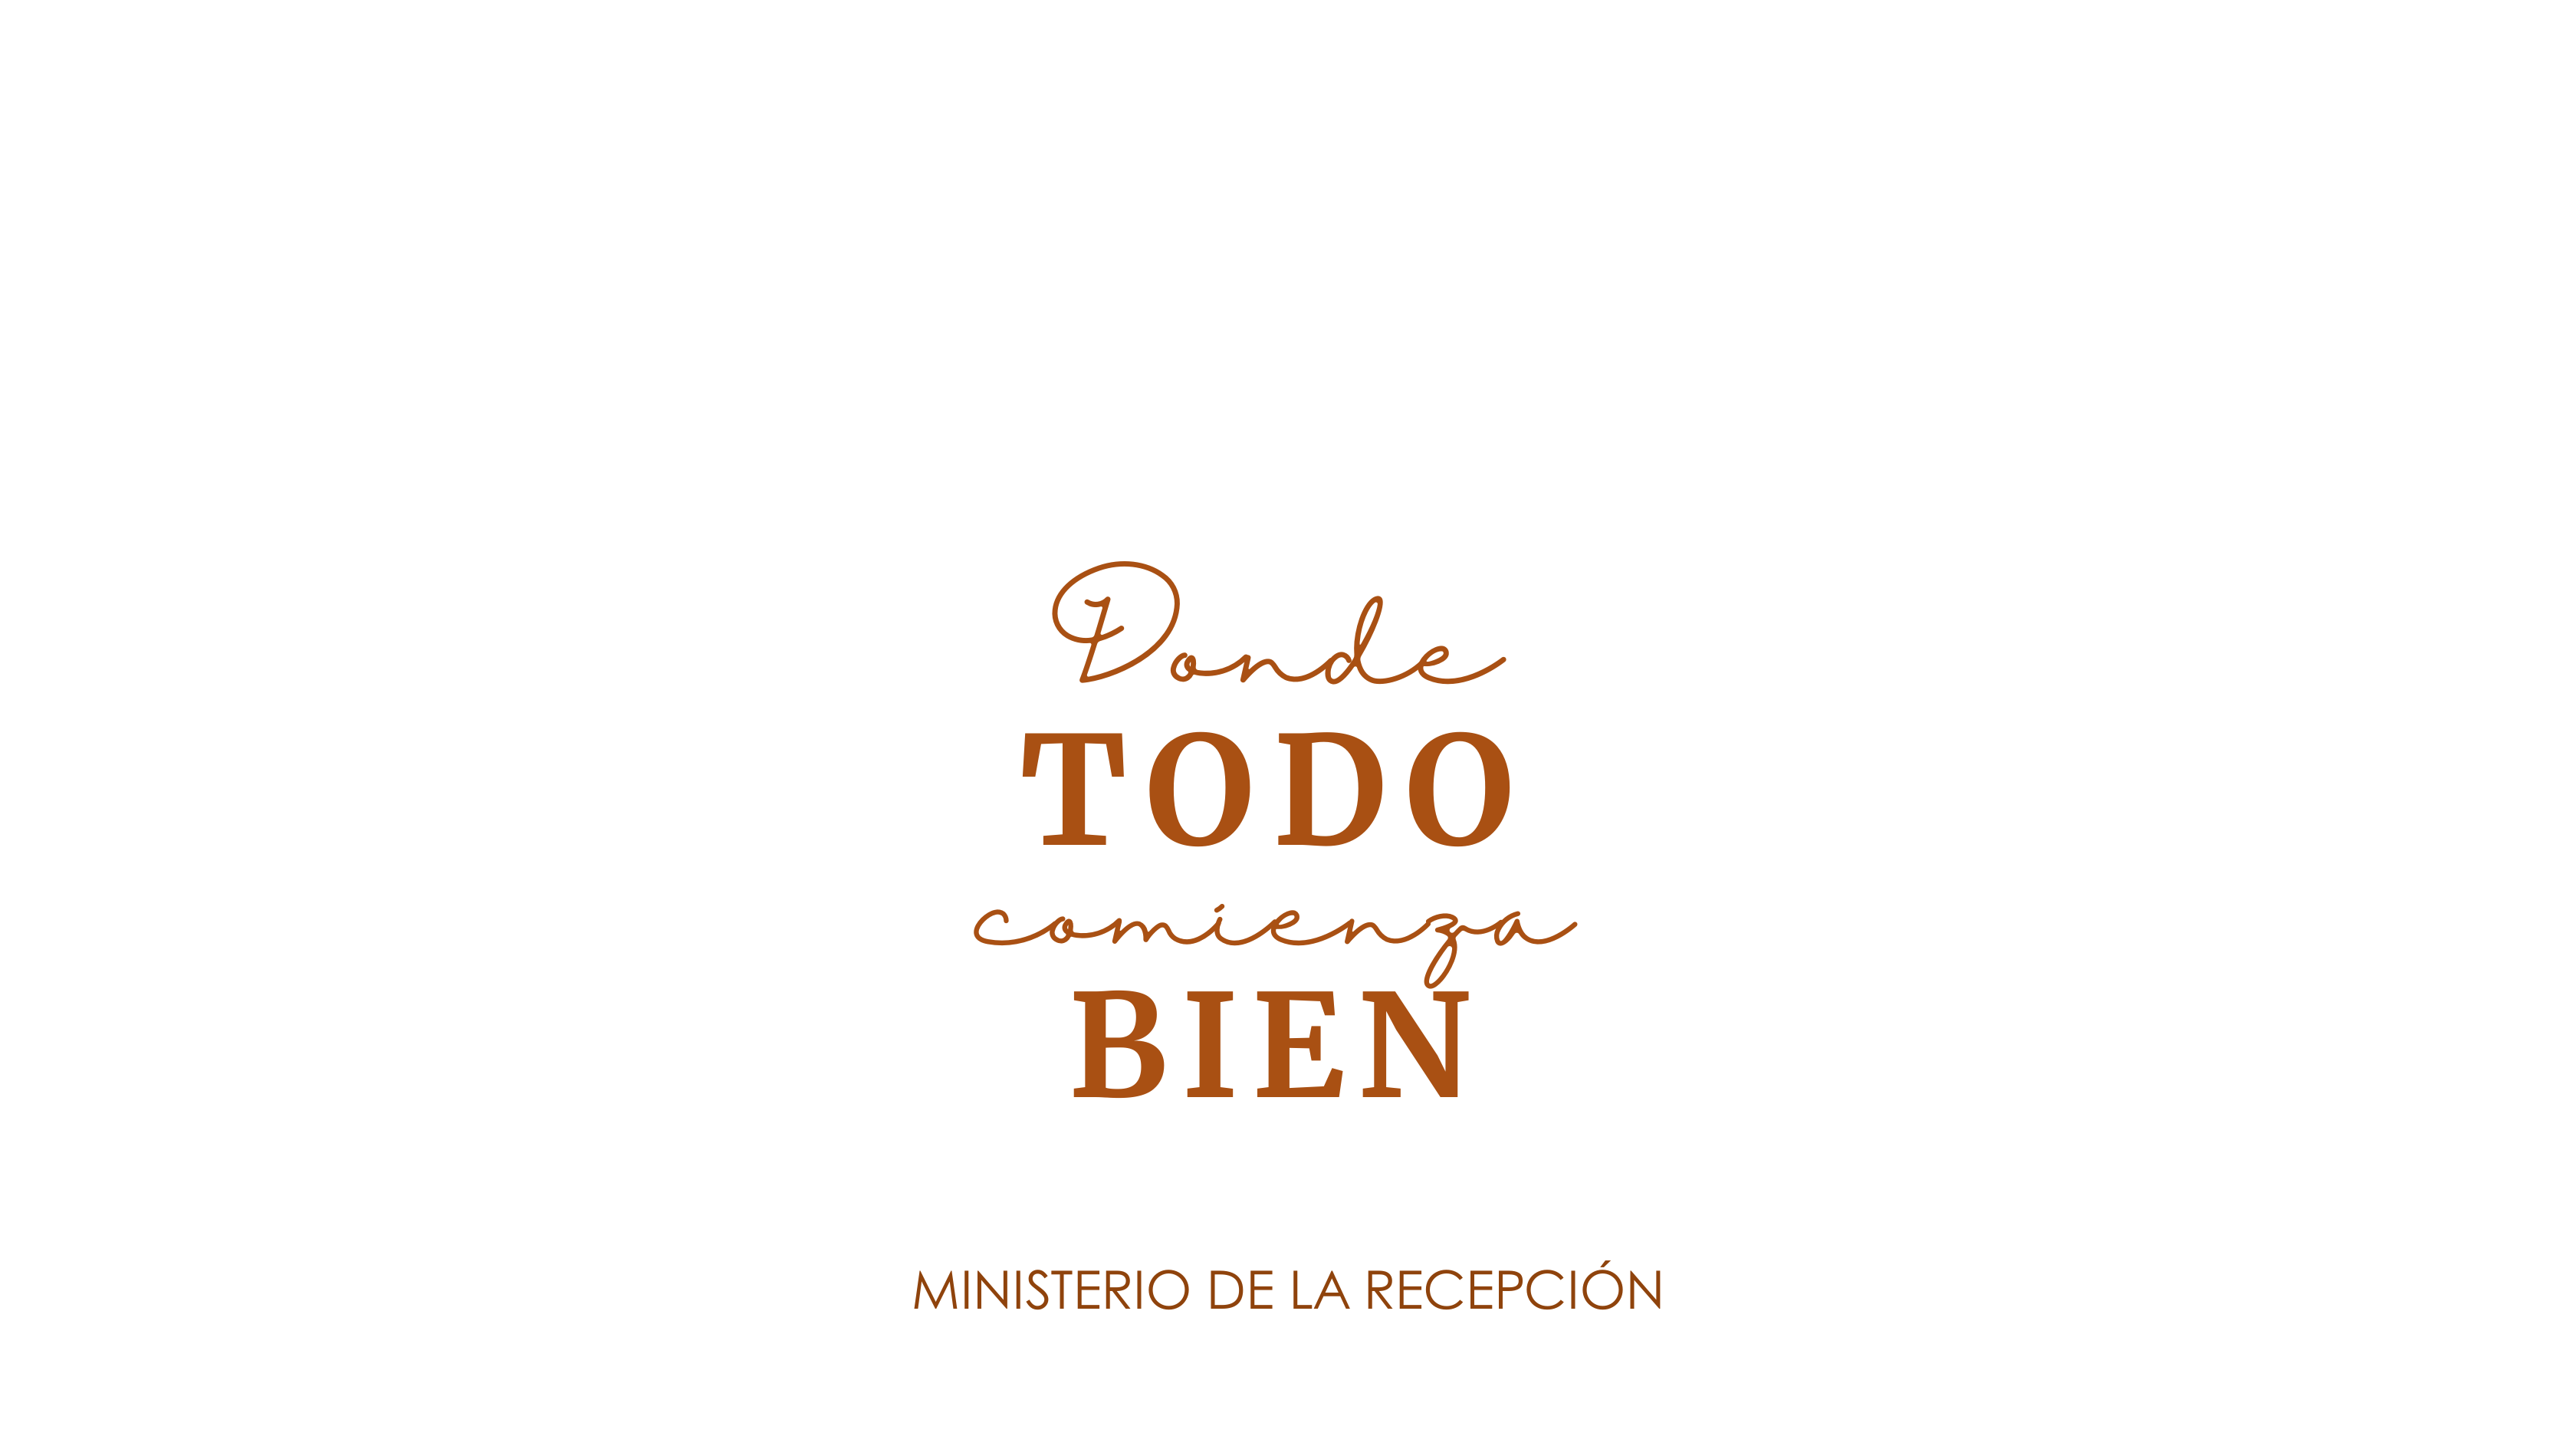 Donde
TODO
comienza
BIEN
MINISTERIO DE LA RECEPCIÓN